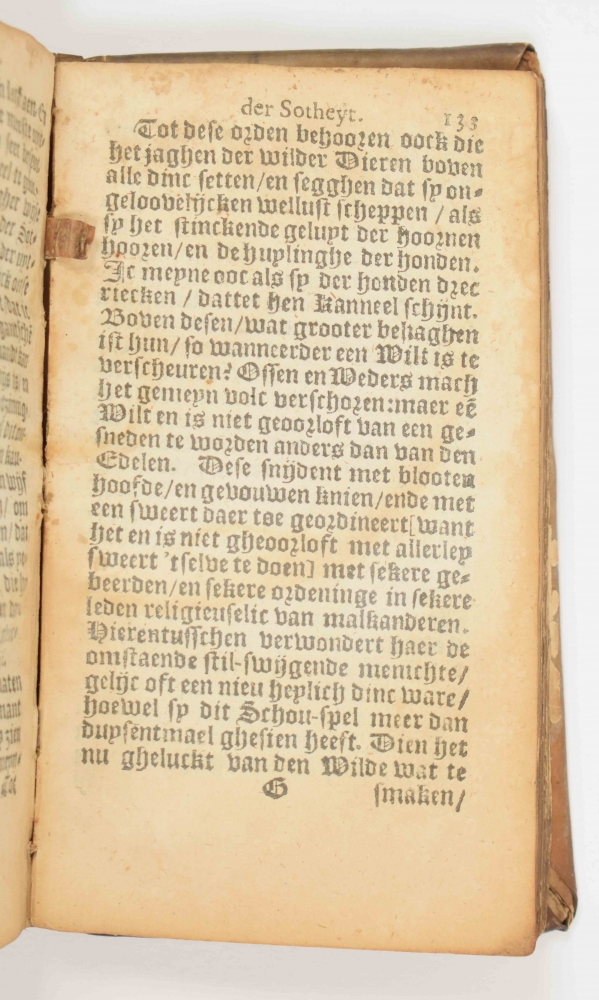 der Sotheyt. 133
Tot dese orden behooren oock die
het jaghen der wilder Dieren boven
alle dinc setten/en segghen dat sy on-
geloovelijcken wellust scheppen / als
sy het stinckende geluyt der hoornen
hooren/en de huylinghe der honden.
Ic meyne ooc als sy der honden drec
riecken / dattet hen Kanneel schijnt.
Boven desen/wat grooter behaghen
ist hun/ so wanneerder een Wilt is te
verscheuren? Ossen en Weders mach
het gemeyn volc verschoren: maer eē
Wilt en is niet geoorloft van een ge-
sneden te worden anders dan van den
Edelen. Dese snijdent met blooten
hoofde/en gevouwen knien/ende met
een sweert daer toe geordineert[want
het en is niet gheoorloft met allerley
sweert 'tselve te doen] met sekere ge-
beerden/en sekere ordeninge in sekere
leden religieuselic van malkanderen.
Hierentusschen verwondert haer de
omstaende stil-swijgende menichte/
gelijc oft een nieu heylich dinc ware/
hoewel sy dit Schou-spel meer dan
duysentmael ghesien heeft. Dien het
nu gheluckt van den Wilde wat te
G smaken/